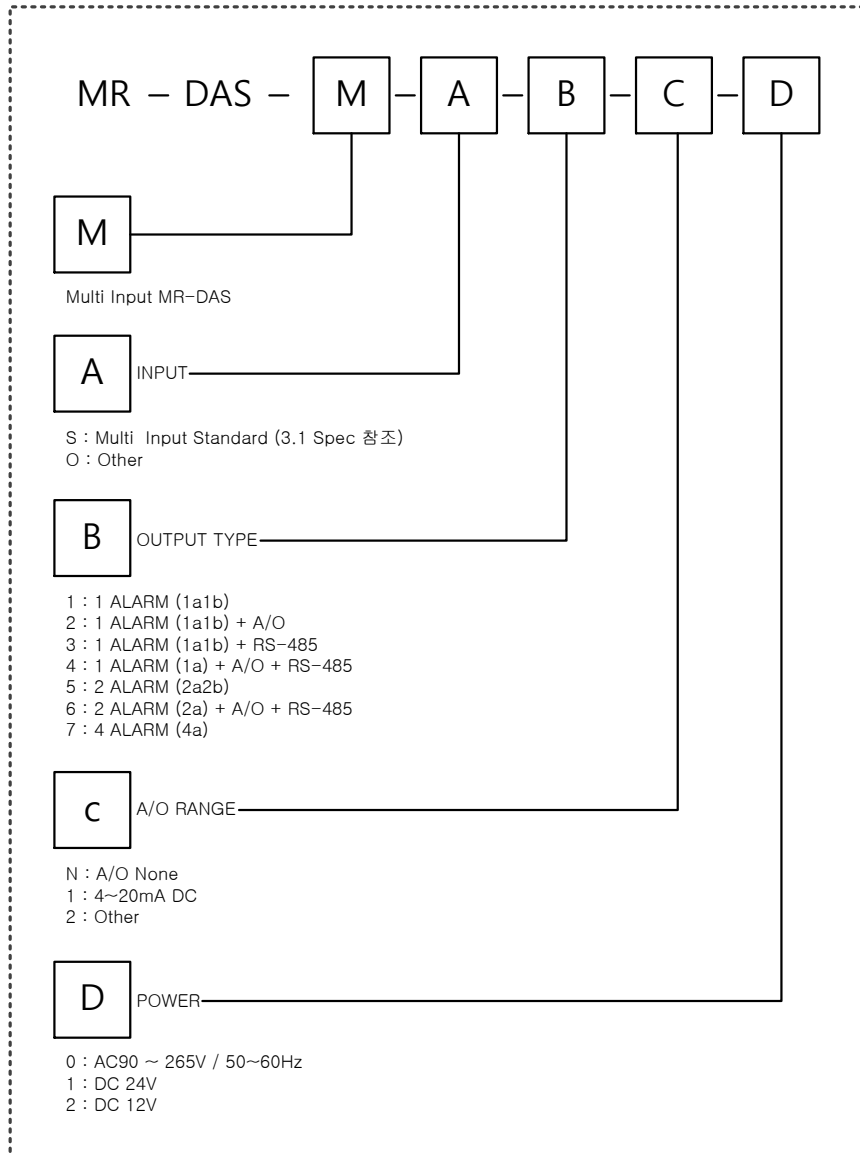 MR - DAS - M - A - B - C - D
M
Multi Input MR-DAS
A INPUT
S : Multi Input Standard (3.1 Spec 참조)
O : Other
B OUTPUT TYPE
1 : 1 ALARM (1a1b)
2 : 1 ALARM (1a1b) + A/O
3 : 1 ALARM (1a1b) + RS-485
4 : 1 ALARM (1a) + A/O + RS-485
5 : 2 ALARM (2a2b)
6 : 2 ALARM (2a) + A/O + RS-485
7 : 4 ALARM (4a)
c A/O RANGE
N : A/O None
1 : 4~20mA DC
2 : Other
D POWER
0 : AC90 ~ 265V / 50~60Hz
1 : DC 24V
2 : DC 12V